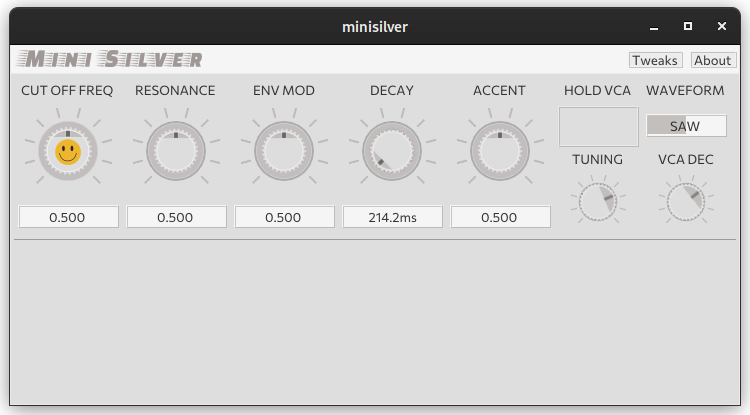 minisilver
Mini Silver
Tweaks About
CUT OFF FREQ RESONANCE ENV MOD DECAY ACCENT HOLD VCA WAVEFORM
SAW
TUNING VCA DEC
0.500 0.500 0.500 214.2ms 0.500